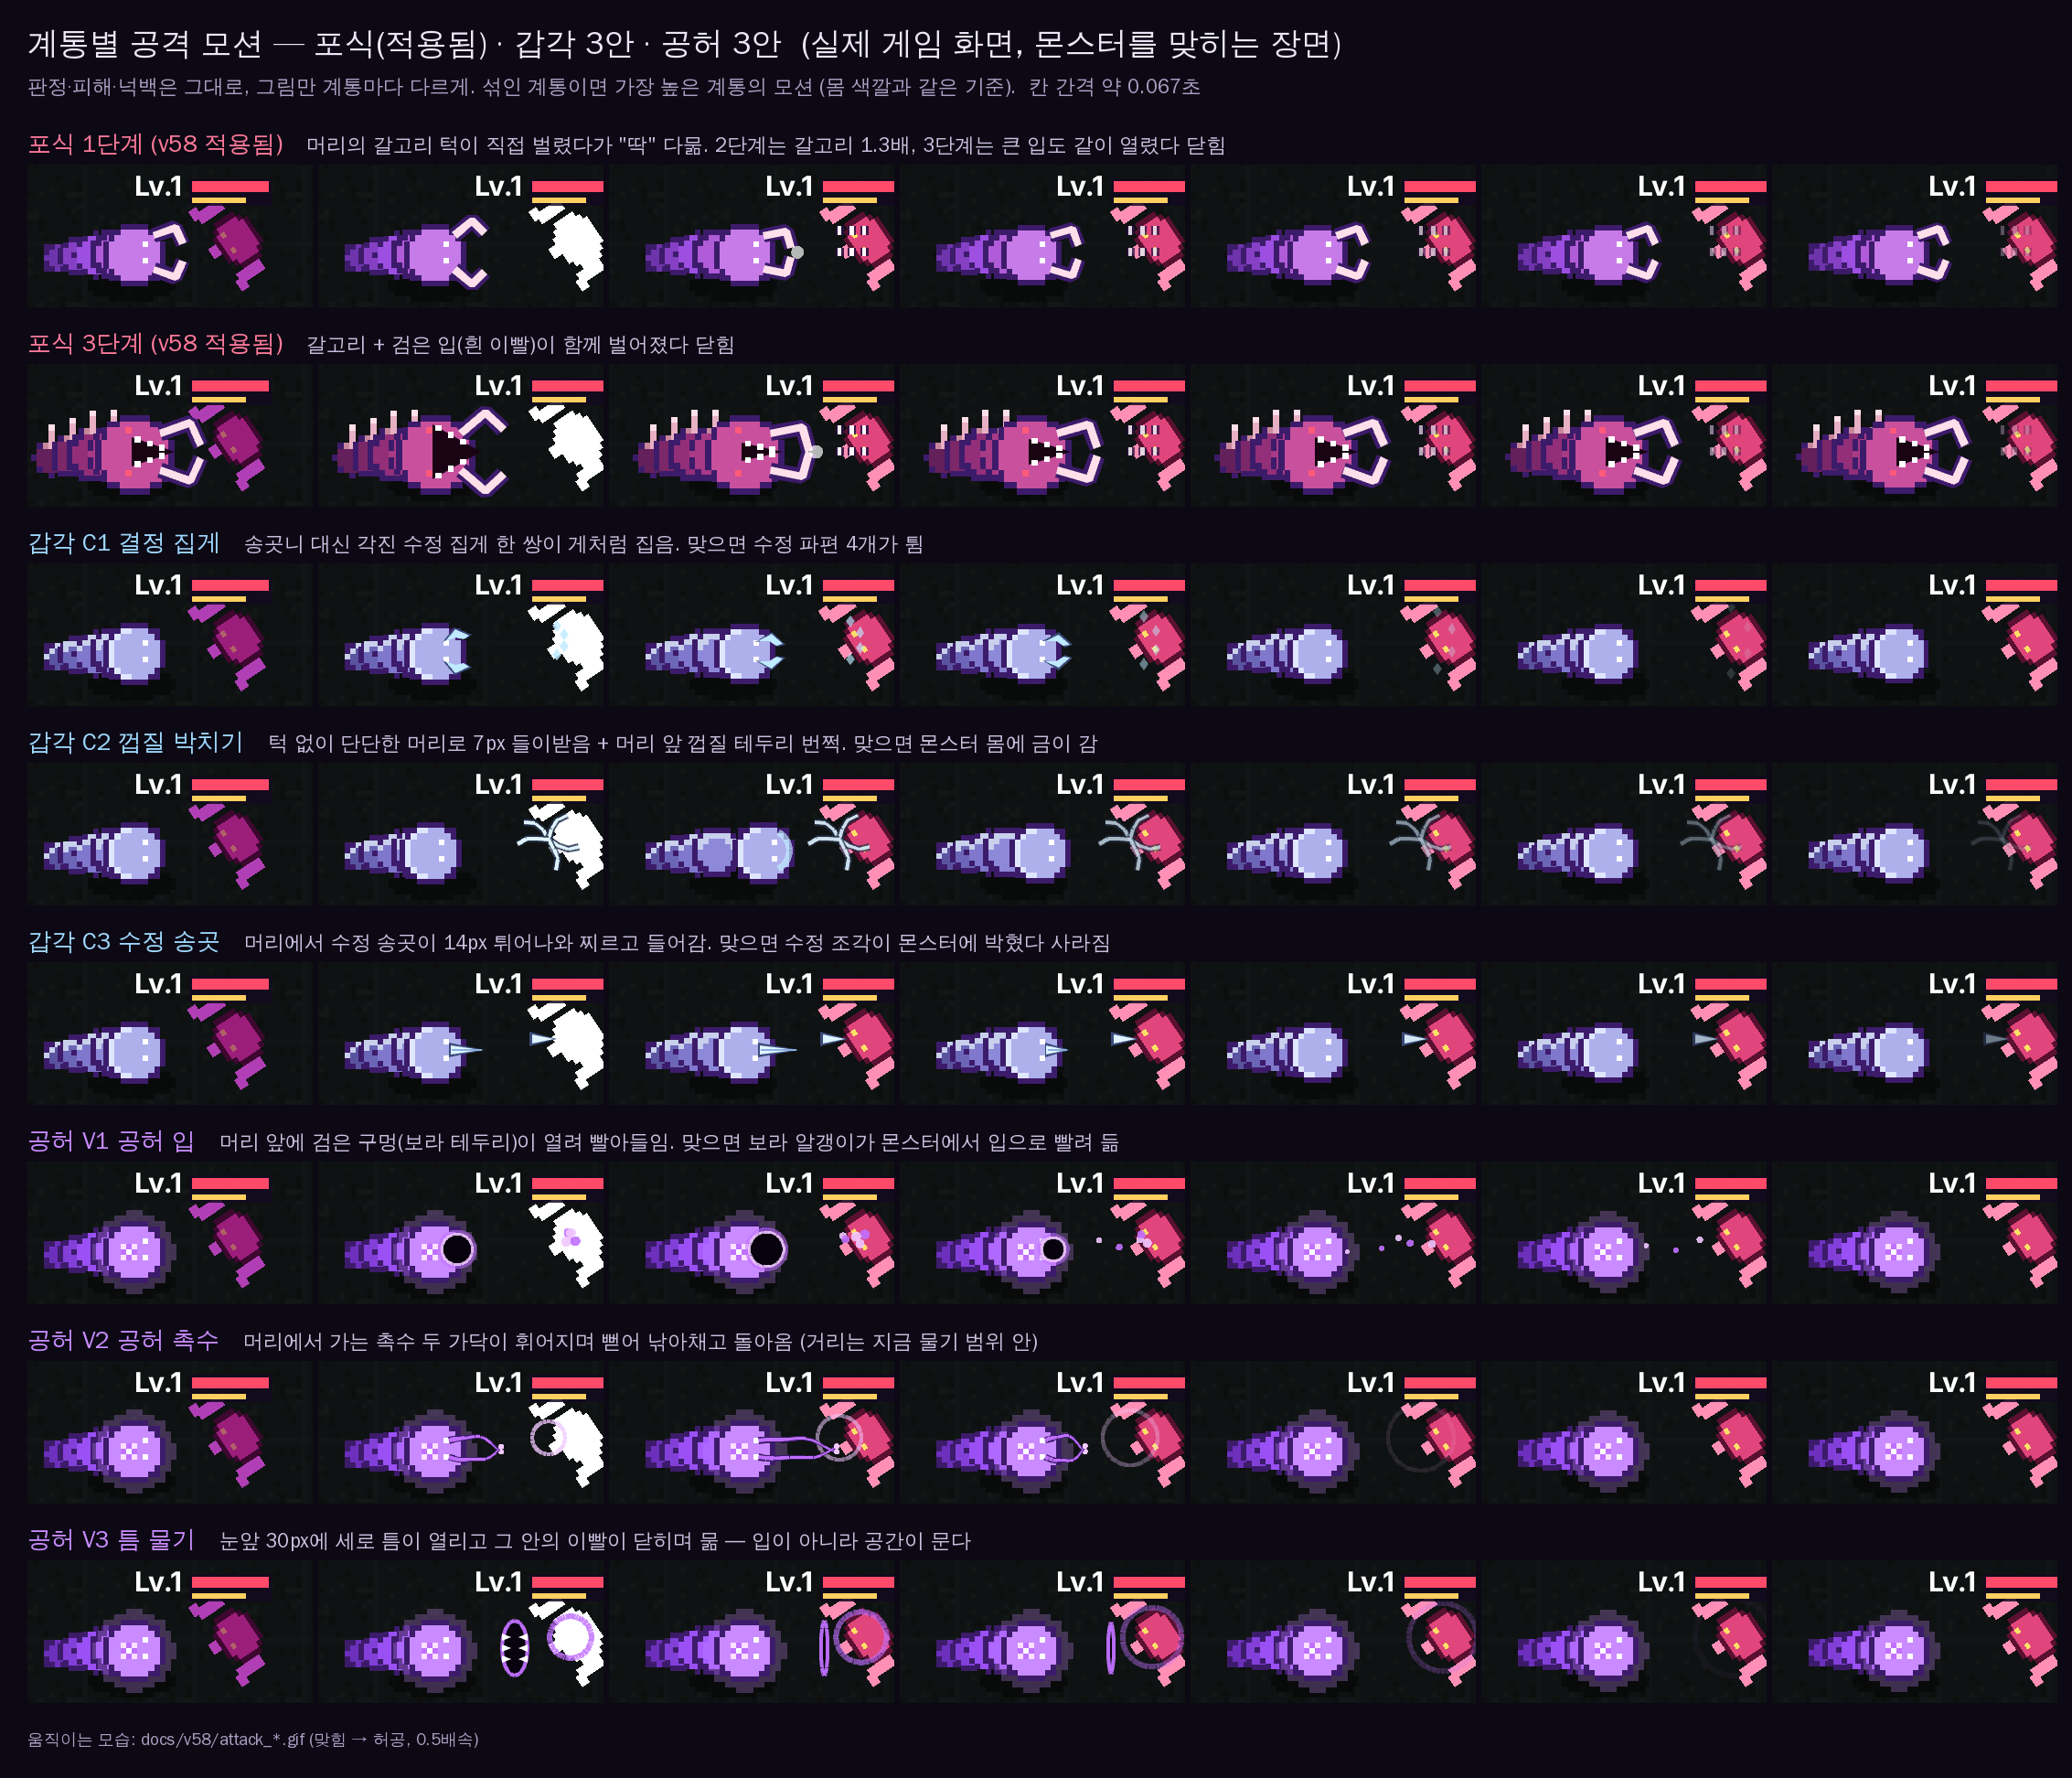 계통별 공격 모션 — 포식(적용됨) · 갑각 3안 · 공허 3안 (실제 게임 화면, 몬스터를 맞히는 장면)
판정·피해·넉백은 그대로, 그림만 계통마다 다르게. 섞인 계통이면 가장 높은 계통의 모션 (몸 색깔과 같은 기준). 칸 간격 약 0.067초
포식 1단계 (v58 적용됨) 머리의 갈고리 턱이 직접 벌렸다가 "딱" 다묾. 2단계는 갈고리 1.3배, 3단계는 큰 입도 같이 열렸다 닫힘
Lv.1 Lv.1 Lv.1 Lv.1 Lv.1 Lv.1 Lv.1
포식 3단계 (v58 적용됨) 갈고리 + 검은 입(흰 이빨)이 함께 벌어졌다 닫힘
Lv.1 Lv.1 Lv.1 Lv.1 Lv.1 Lv.1 Lv.1
갑각 C1 결정 집게 송곳니 대신 각진 수정 집게 한 쌍이 게처럼 집음. 맞으면 수정 파편 4개가 튐
Lv.1 Lv.1 Lv.1 Lv.1 Lv.1 Lv.1 Lv.1
갑각 C2 껍질 박치기 턱 없이 단단한 머리로 7px 들이받음 + 머리 앞 껍질 테두리 번쩍. 맞으면 몬스터 몸에 금이 감
Lv.1 Lv.1 Lv.1 Lv.1 Lv.1 Lv.1 Lv.1
갑각 C3 수정 송곳 머리에서 수정 송곳이 14px 튀어나와 찌르고 들어감. 맞으면 수정 조각이 몬스터에 박혔다 사라짐
Lv.1 Lv.1 Lv.1 Lv.1 Lv.1 Lv.1 Lv.1
공허 V1 공허 입 머리 앞에 검은 구멍(보라 테두리)이 열려 빨아들임. 맞으면 보라 알갱이가 몬스터에서 입으로 빨려 듦
Lv.1 Lv.1 Lv.1 Lv.1 Lv.1 Lv.1 Lv.1
공허 V2 공허 촉수 머리에서 가는 촉수 두 가닥이 휘어지며 뻗어 낚아채고 돌아옴 (거리는 지금 물기 범위 안)
Lv.1 Lv.1 Lv.1 Lv.1 Lv.1 Lv.1 Lv.1
공허 V3 틈 물기 눈앞 30px에 세로 틈이 열리고 그 안의 이빨이 닫히며 묾 — 입이 아니라 공간이 문다
Lv.1 Lv.1 Lv.1 Lv.1 Lv.1 Lv.1 Lv.1
움직이는 모습: docs/v58/attack_*.gif (맞힘 → 허공, 0.5배속)